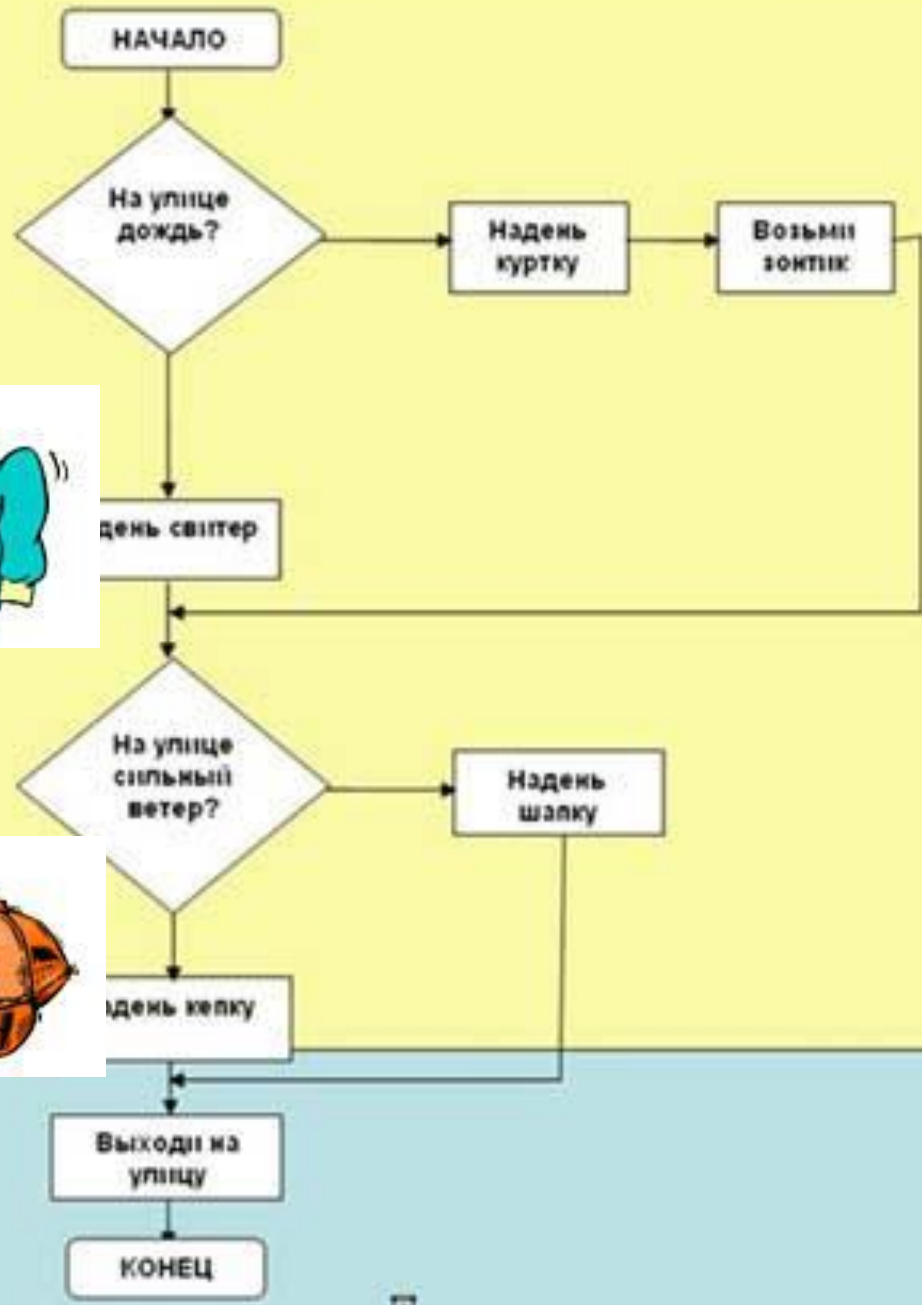 НАЧАЛО
На улице
дождь?
Надень
куртку
Возьми
зонтик
день свитер
На улице
сильный
ветер?
Надень
шапку
день кепку
Выходи на
улицу
КОНЕЦ